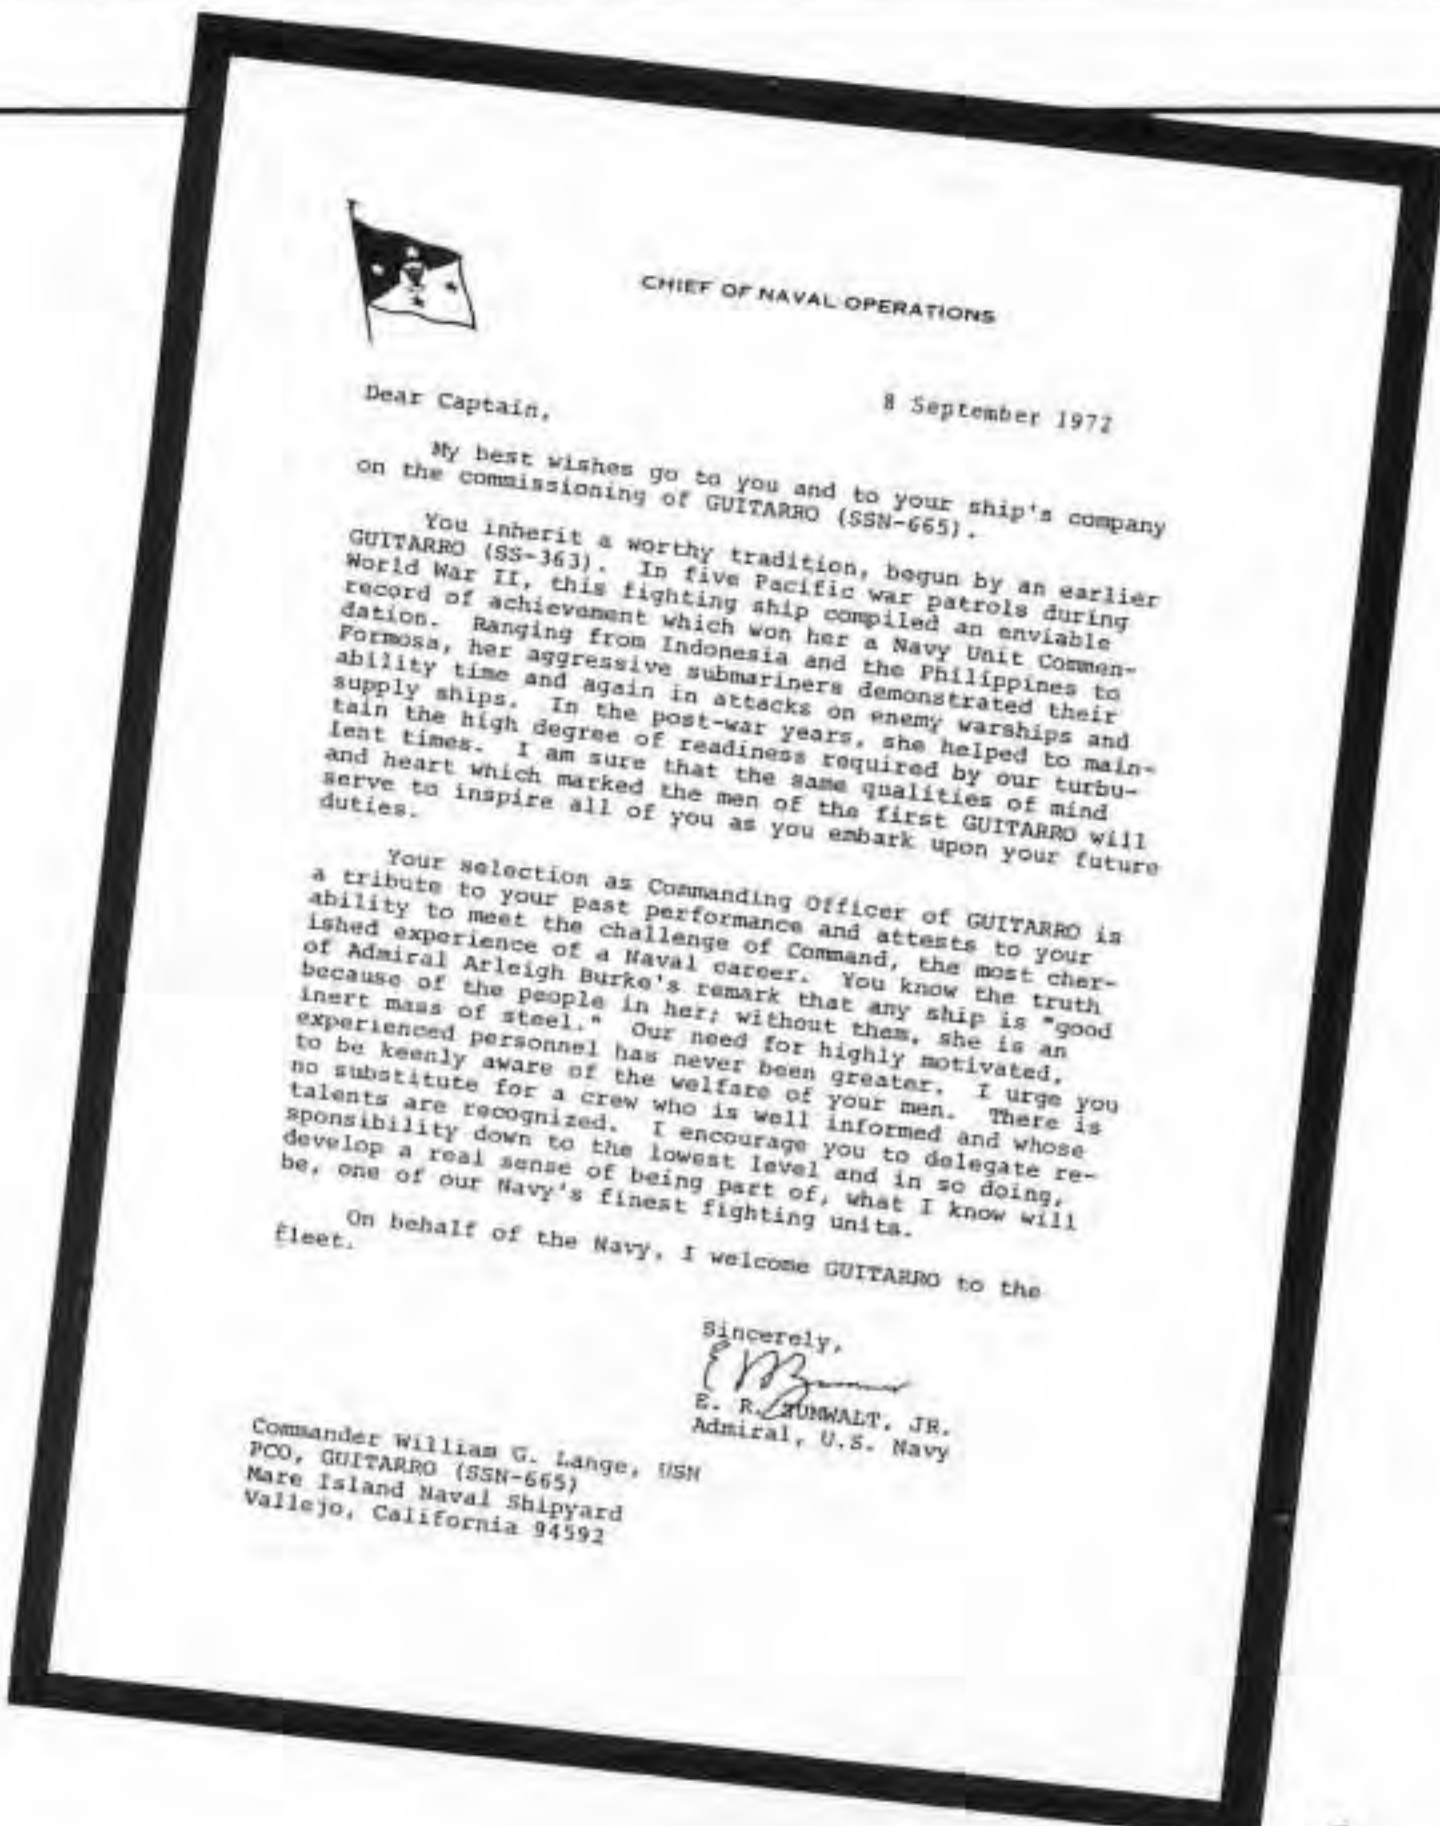 CHIEF OF NAVAL OPERATIONS
8 September 1972
Dear Captain,
My best wishes go to you and to your ship's company
on the commissioning of GUITARRO (SSN-665).
You inherit a worthy tradition, begun by an earlier
GUITARRO (SS-363). In five Pacific war patrols during
World War II, this fighting ship compiled an enviable
record of achievement which won her a Navy Unit Commen-
dation. Ranging from Indonesia and the Philippines to
Formosa, her aggressive submariners demonstrated their
ability time and again in attacks on enemy warships and
supply ships. In the post-war years, she helped to main-
tain the high degree of readiness required by our turbu-
lent times. I am sure that the same qualities of mind
and heart which marked the men of the first GUITARRO will
serve to inspire all of you as you embark upon your future
duties.
Your selection as Commanding Officer of GUITARRO is
a tribute to your past performance and attests to your
ability to meet the challenge of Command, the most cher-
ished experience of a Naval career. You know the truth
of Admiral Arleigh Burke's remark that any ship is "good
because of the people in her; without them, she is an
inert mass of steel." Our need for highly motivated,
experienced personnel has never been greater. I urge you
to be keenly aware of the welfare of your men. There is
no substitute for a crew who is well informed and whose
talents are recognized. I encourage you to delegate re-
sponsibility down to the lowest level and in so doing,
develop a real sense of being part of, what I know will
be, one of our Navy's finest fighting units.
On behalf of the Navy, I welcome GUITARRO to the
fleet.
Sincerely,
E. R. ZUMWALT, JR.
Admiral, U.S. Navy
Commander William G. Lange, USN
PCO, GUITARRO (SSN-665)
Mare Island Naval Shipyard
Vallejo, California 94592